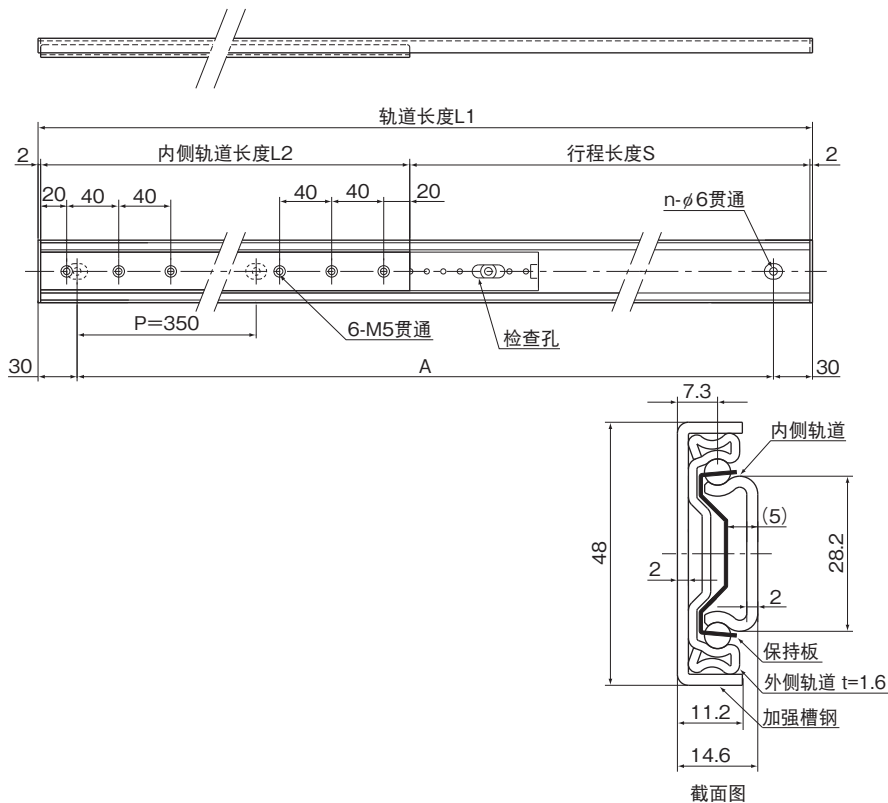 轨道长度L1
2
内侧轨道长度L2
行程长度S
2
20
40
40
40
40
20
n-φ6贯通
P=350
6-M5贯通
检查孔
30
A
30
7.3
内侧轨道
(5)
48
28.2
2
2
保持板
外侧轨道 t=1.6
11.2
加强槽钢
14.6
截面图